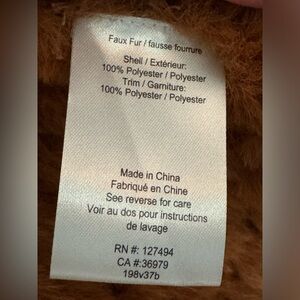 Faux Fur / fausse fourrure
Shell / Extérieur:
100% Polyester / Polyester
Trim / Garniture:
100% Polyester / Polyester
Made in China
Fabriqué en Chine
See reverse for care
Voir au dos pour instructions
de lavage
RN #: 127494
CA #:36979
198v37b